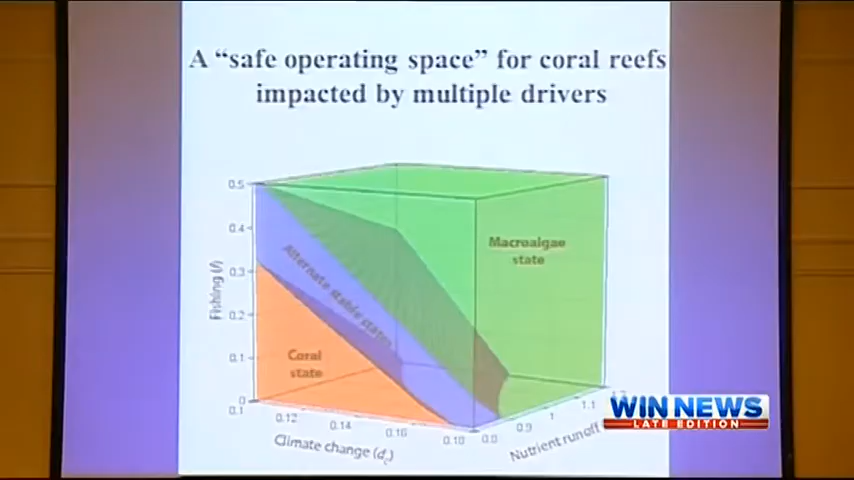 A “safe operating space” for coral reefs
impacted by multiple drivers
0.5
0.4
0.3
0.2
0.1
0
Fishing (f)
Alternate stable states
Macroalgae
state
Coral
state
0.1
0.12
0.14
0.16
0.18
Climate change (dc)
0.8
0.9
1
1.1
Nutrient runoff
WIN NEWS
LATE EDITION